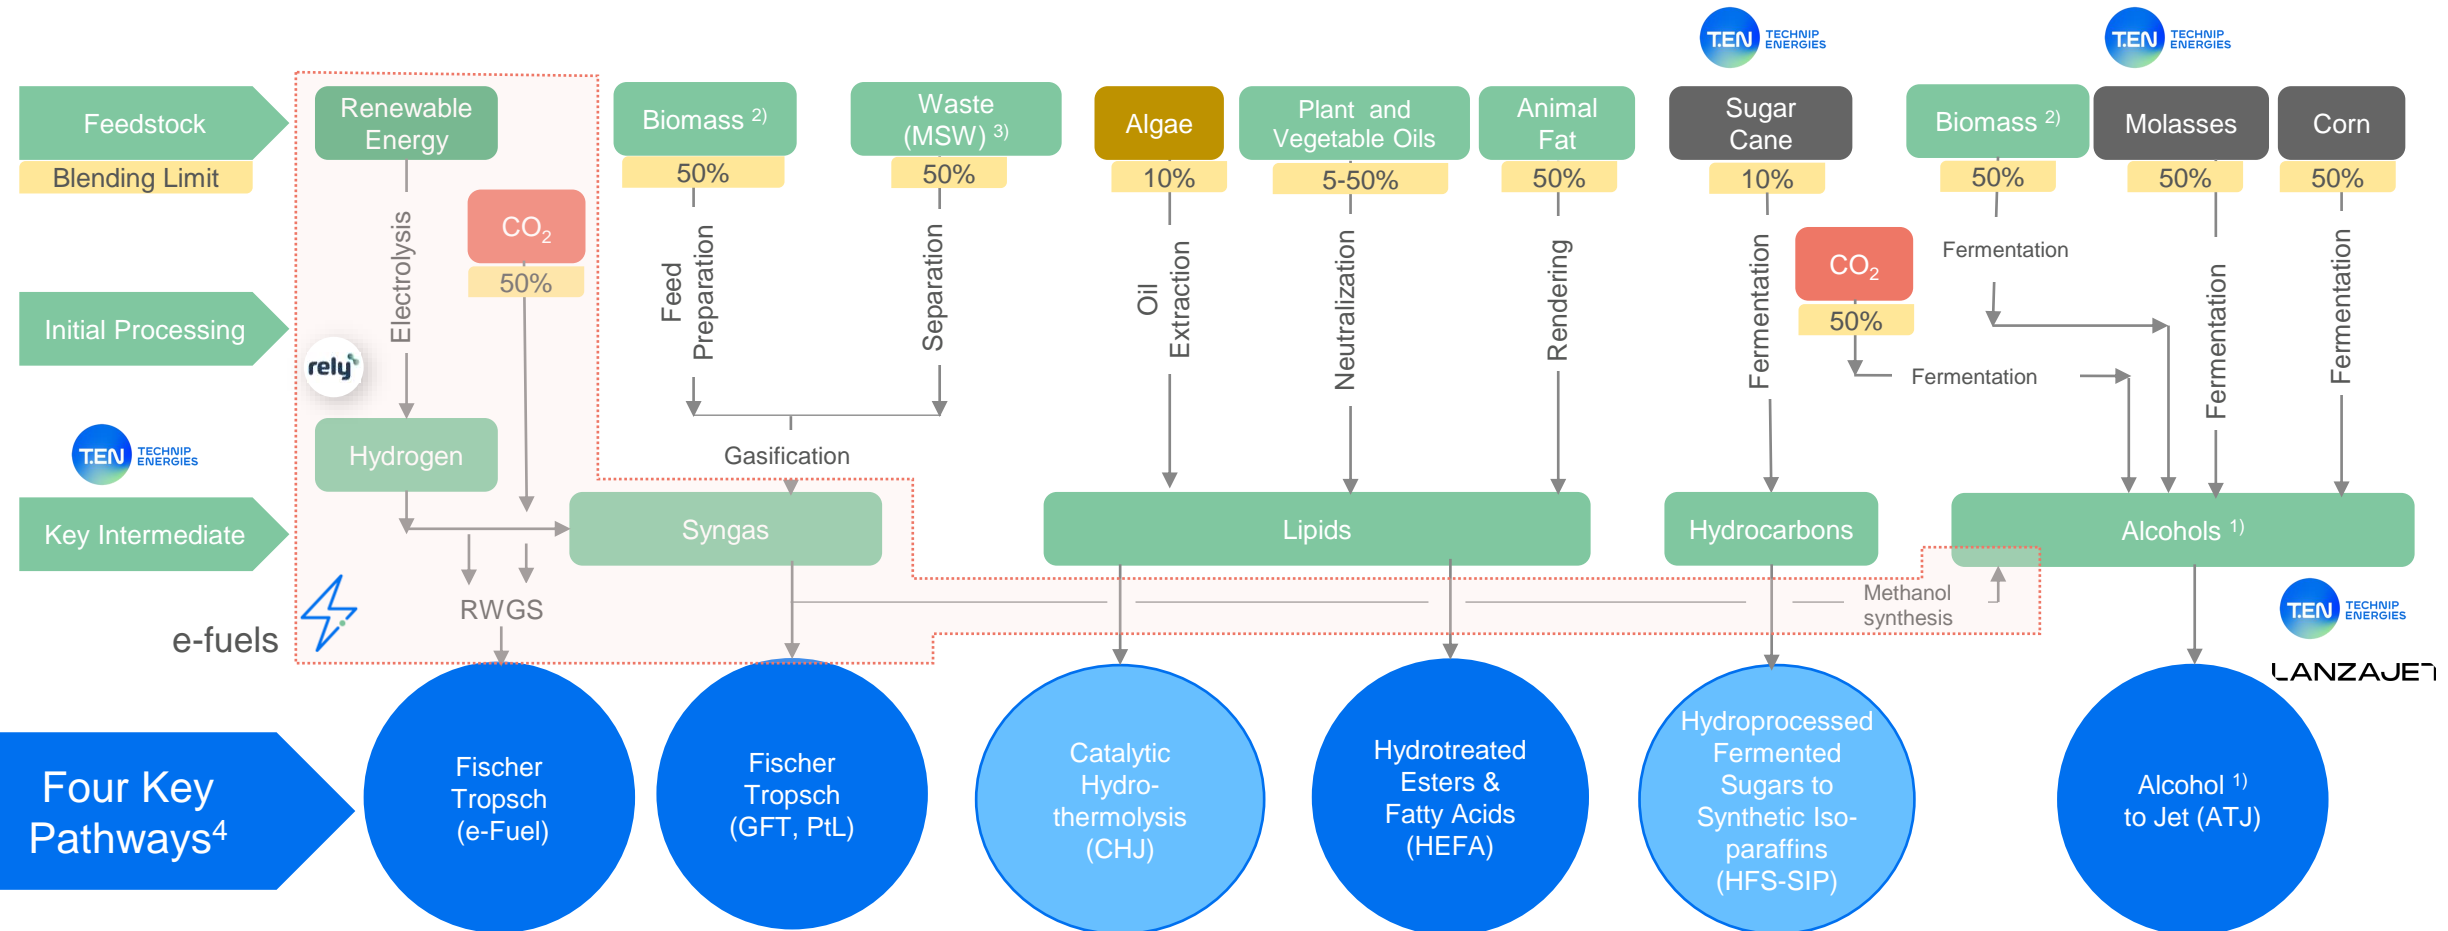 T.EN TECHNIP
ENERGIES
T.EN TECHNIP
ENERGIES
Feedstock
Blending Limit
Renewable
Energy
Biomass 2)
50%
Waste
(MSW) 3)
50%
Algae
10%
Plant and
Vegetable Oils
5-50%
Animal
Fat
50%
Sugar
Cane
10%
Biomass 2)
50%
Molasses
50%
Corn
50%
CO2
50%
CO2
50%
Initial Processing
Electrolysis
Feed
Preparation
Separation
Oil
Extraction
Neutralization
Rendering
Fermentation
Fermentation
Fermentation
Fermentation
Fermentation
rely
T.EN TECHNIP
ENERGIES
Hydrogen
Gasification
Key Intermediate
Syngas
Lipids
Hydrocarbons
Alcohols 1)
RWGS
Methanol
synthesis
e-fuels
T.EN TECHNIP
ENERGIES
LANZAJET
Four Key
Pathways4
Fischer
Tropsch
(e-Fuel)
Fischer
Tropsch
(GFT, PtL)
Catalytic
Hydro-
thermolysis
(CHJ)
Hydrotreated
Esters &
Fatty Acids
(HEFA)
Hydroprocessed
Fermented
Sugars to
Synthetic Iso-
paraffins
(HFS-SIP)
Alcohol 1)
to Jet (ATJ)